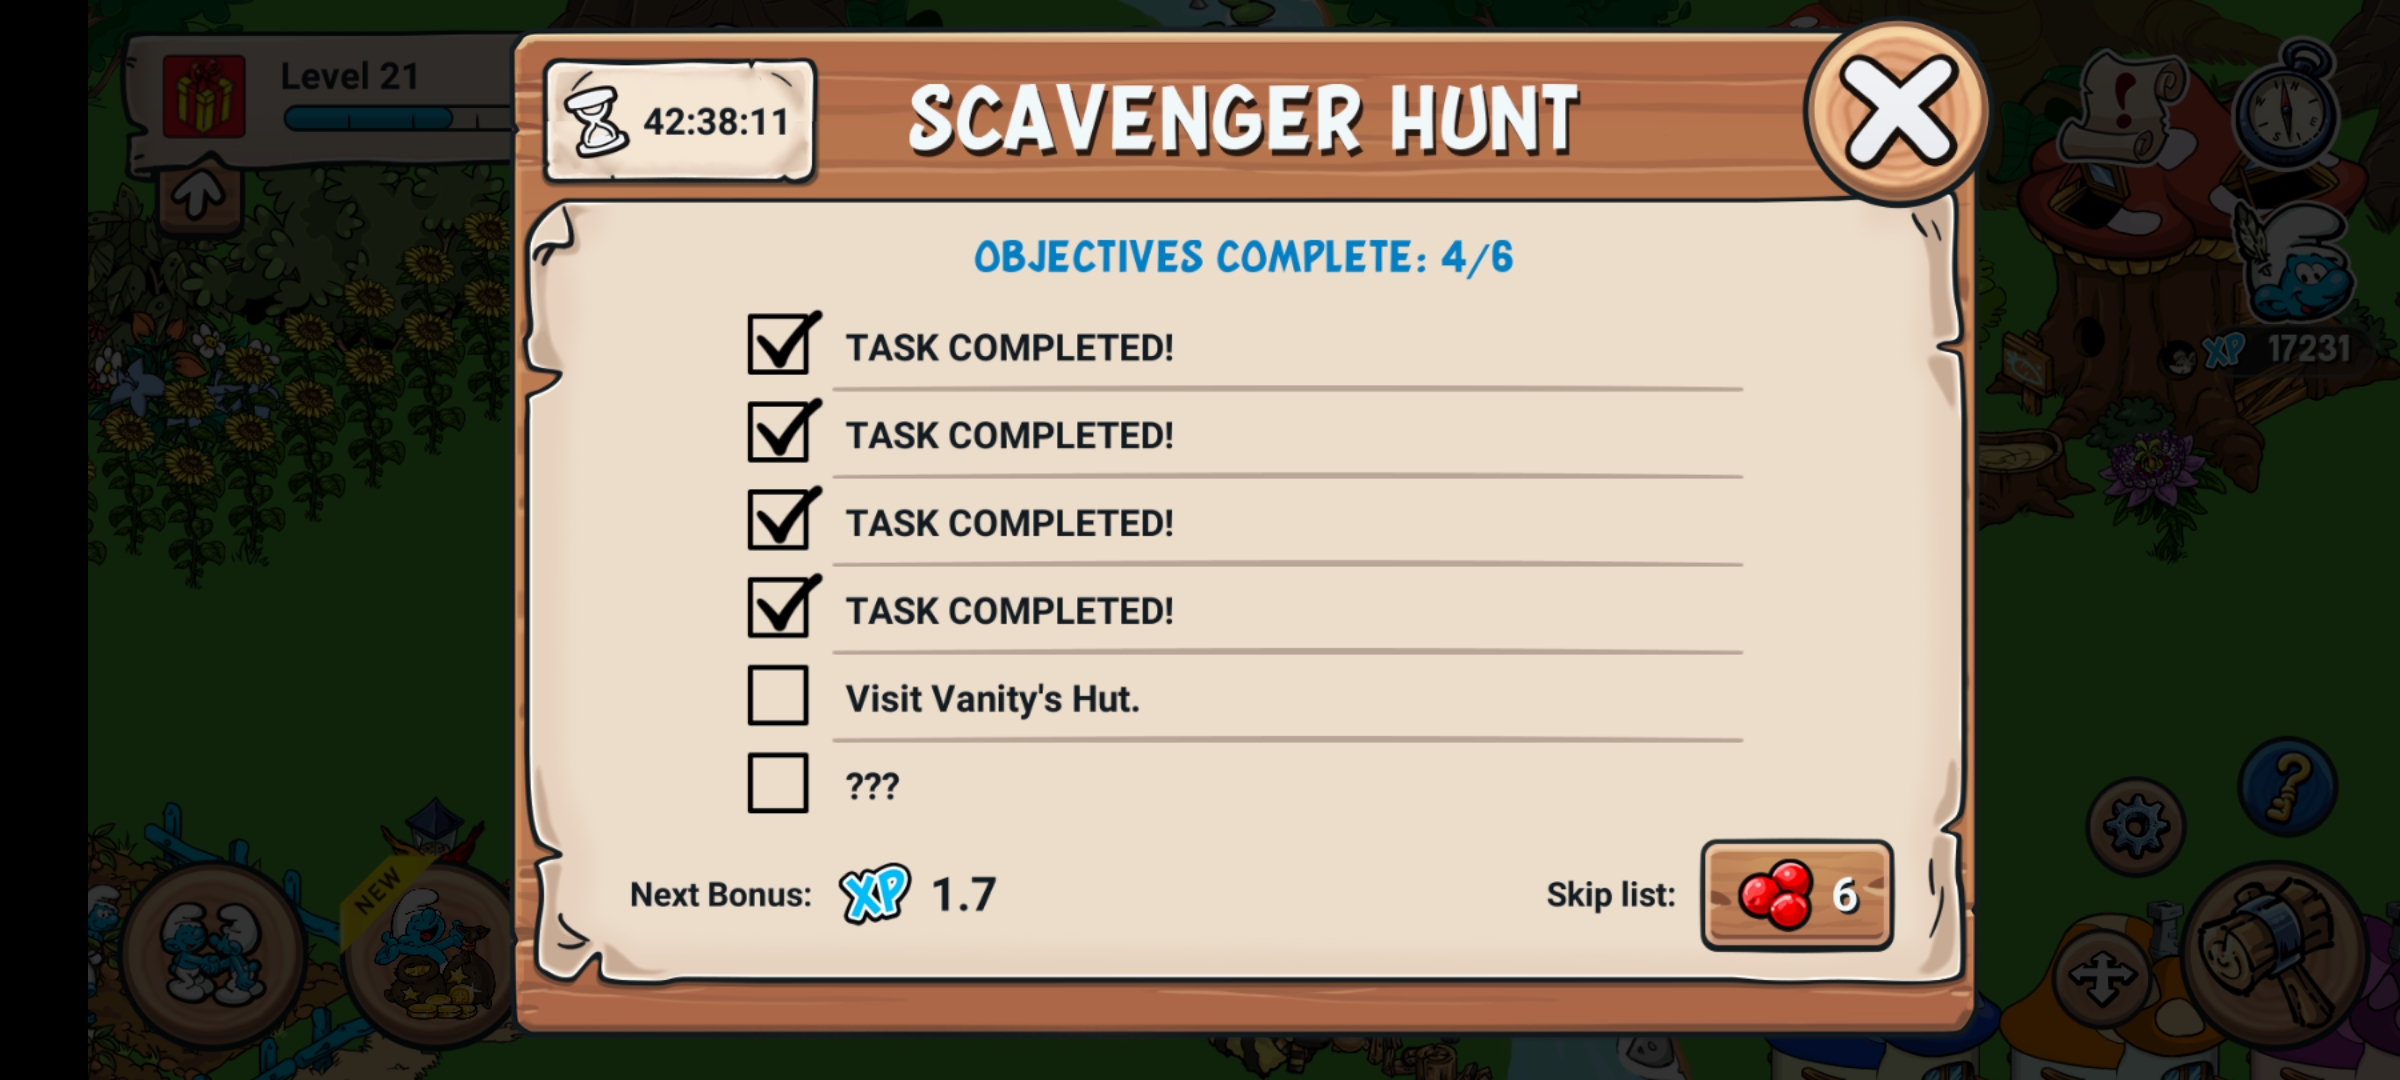 Level 21
42:38:11
SCAVENGER HUNT
OBJECTIVES COMPLETE: 4/6
TASK COMPLETED!
TASK COMPLETED!
TASK COMPLETED!
TASK COMPLETED!
Visit Vanity's Hut.
???
Next Bonus: XP 1.7
Skip list: 6
XP 17231
NEW